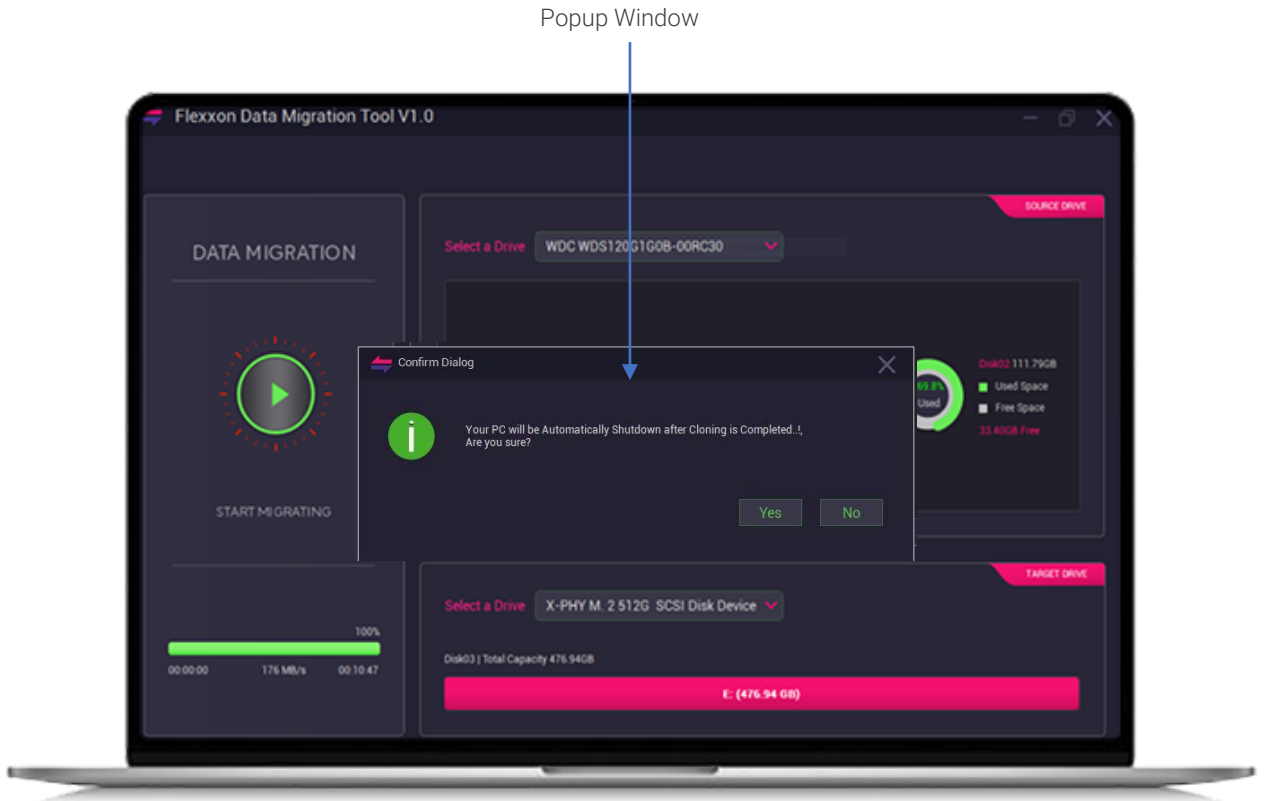 Popup Window
Flexxon Data Migration Tool V1.0
SOURCE DRIVE
DATA MIGRATION
Select a Drive WDC WDS120G1G0B-00RC30
Confirm Dialog
Your PC will be Automatically Shutdown after Cloning is Completed..!,
Are you sure?
Yes No
69.8%
Used
Disk02 111.79GB
Used Space
Free Space
33.40GB Free
START MIGRATING
TARGET DRIVE
Select a Drive X-PHY M. 2 512G SCSI Disk Device
100%
00:00:00 176 MB/s 00:10:47
Disk03 | Total Capacity 476.94GB
E: (476.94 GB)